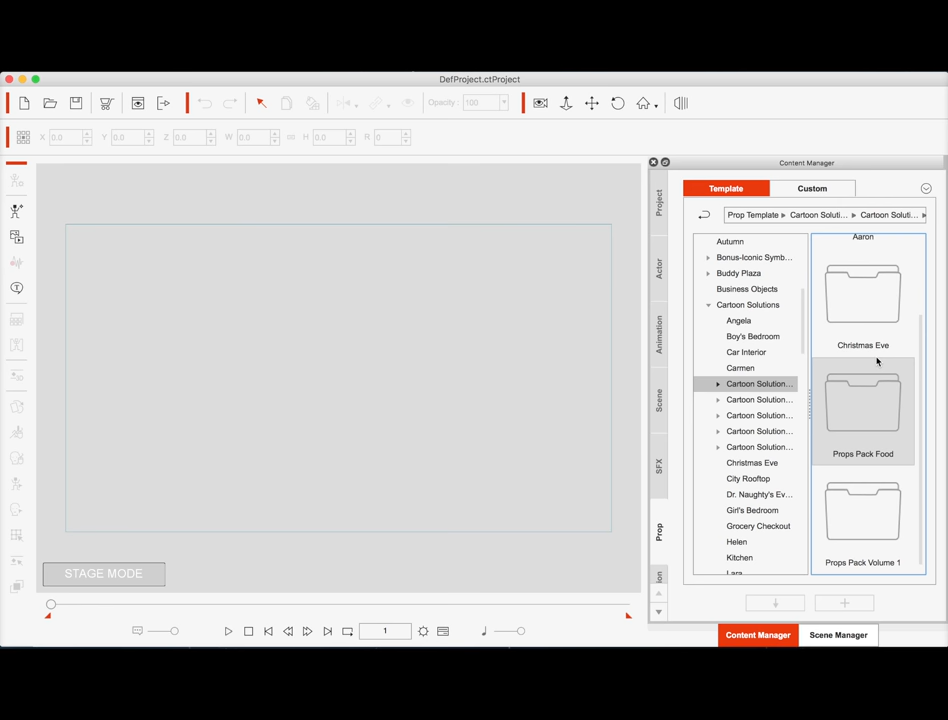 DefProject.ctProject
Opacity : 100
X 0.0 Y 0.0 Z 0.0 W 0.0 H 0.0 R 0
Content Manager
Template Custom
Prop Template Cartoon Soluti... Cartoon Soluti...
Project
Actor
Animation
Scene
SFX
Prop
ion
Autumn
Bonus-Iconic Symb...
Buddy Plaza
Business Objects
Cartoon Solutions
Angela
Boy's Bedroom
Car Interior
Carmen
Cartoon Solution...
Cartoon Solution...
Cartoon Solution...
Cartoon Solution...
Cartoon Solution...
Christmas Eve
City Rooftop
Dr. Naughty's Ev...
Girl's Bedroom
Grocery Checkout
Helen
Kitchen
Lara
Aaron
Christmas Eve
Props Pack Food
Props Pack Volume 1
STAGE MODE
1
Content Manager Scene Manager